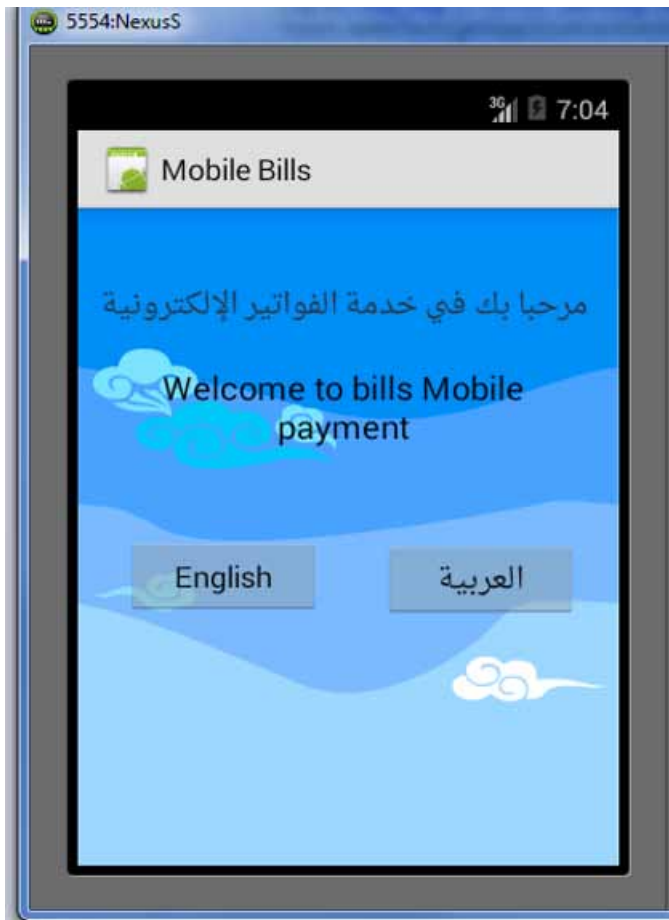 5554:NexusS
3G 7:04
Mobile Bills
مرحبا بك في خدمة الفواتير الإلكترونية
Welcome to bills Mobile
payment
English العربية